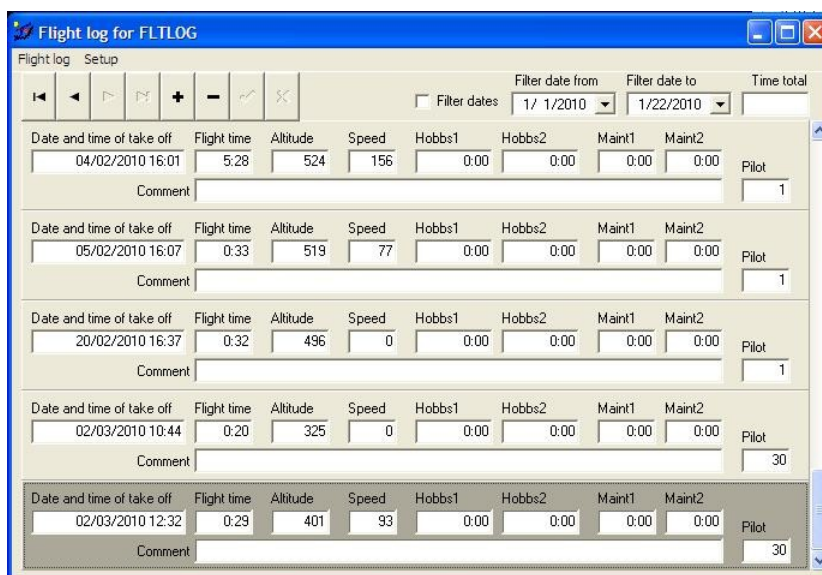 Flight log for FLTLOG
Flight log Setup
Filter date from Filter date to Time total
Filter dates 1/ 1/2010 1/22/2010
Date and time of take off Flight time Altitude Speed Hobbs1 Hobbs2 Maint1 Maint2
04/02/2010 16:01 5:28 524 156 0:00 0:00 0:00 0:00 Pilot
Comment 1
Date and time of take off Flight time Altitude Speed Hobbs1 Hobbs2 Maint1 Maint2
05/02/2010 16:07 0:33 519 77 0:00 0:00 0:00 0:00 Pilot
Comment 1
Date and time of take off Flight time Altitude Speed Hobbs1 Hobbs2 Maint1 Maint2
20/02/2010 16:37 0:32 496 0 0:00 0:00 0:00 0:00 Pilot
Comment 1
Date and time of take off Flight time Altitude Speed Hobbs1 Hobbs2 Maint1 Maint2
02/03/2010 10:44 0:20 325 0 0:00 0:00 0:00 0:00 Pilot
Comment 30
Date and time of take off Flight time Altitude Speed Hobbs1 Hobbs2 Maint1 Maint2
02/03/2010 12:32 0:29 401 93 0:00 0:00 0:00 0:00 Pilot
Comment 30